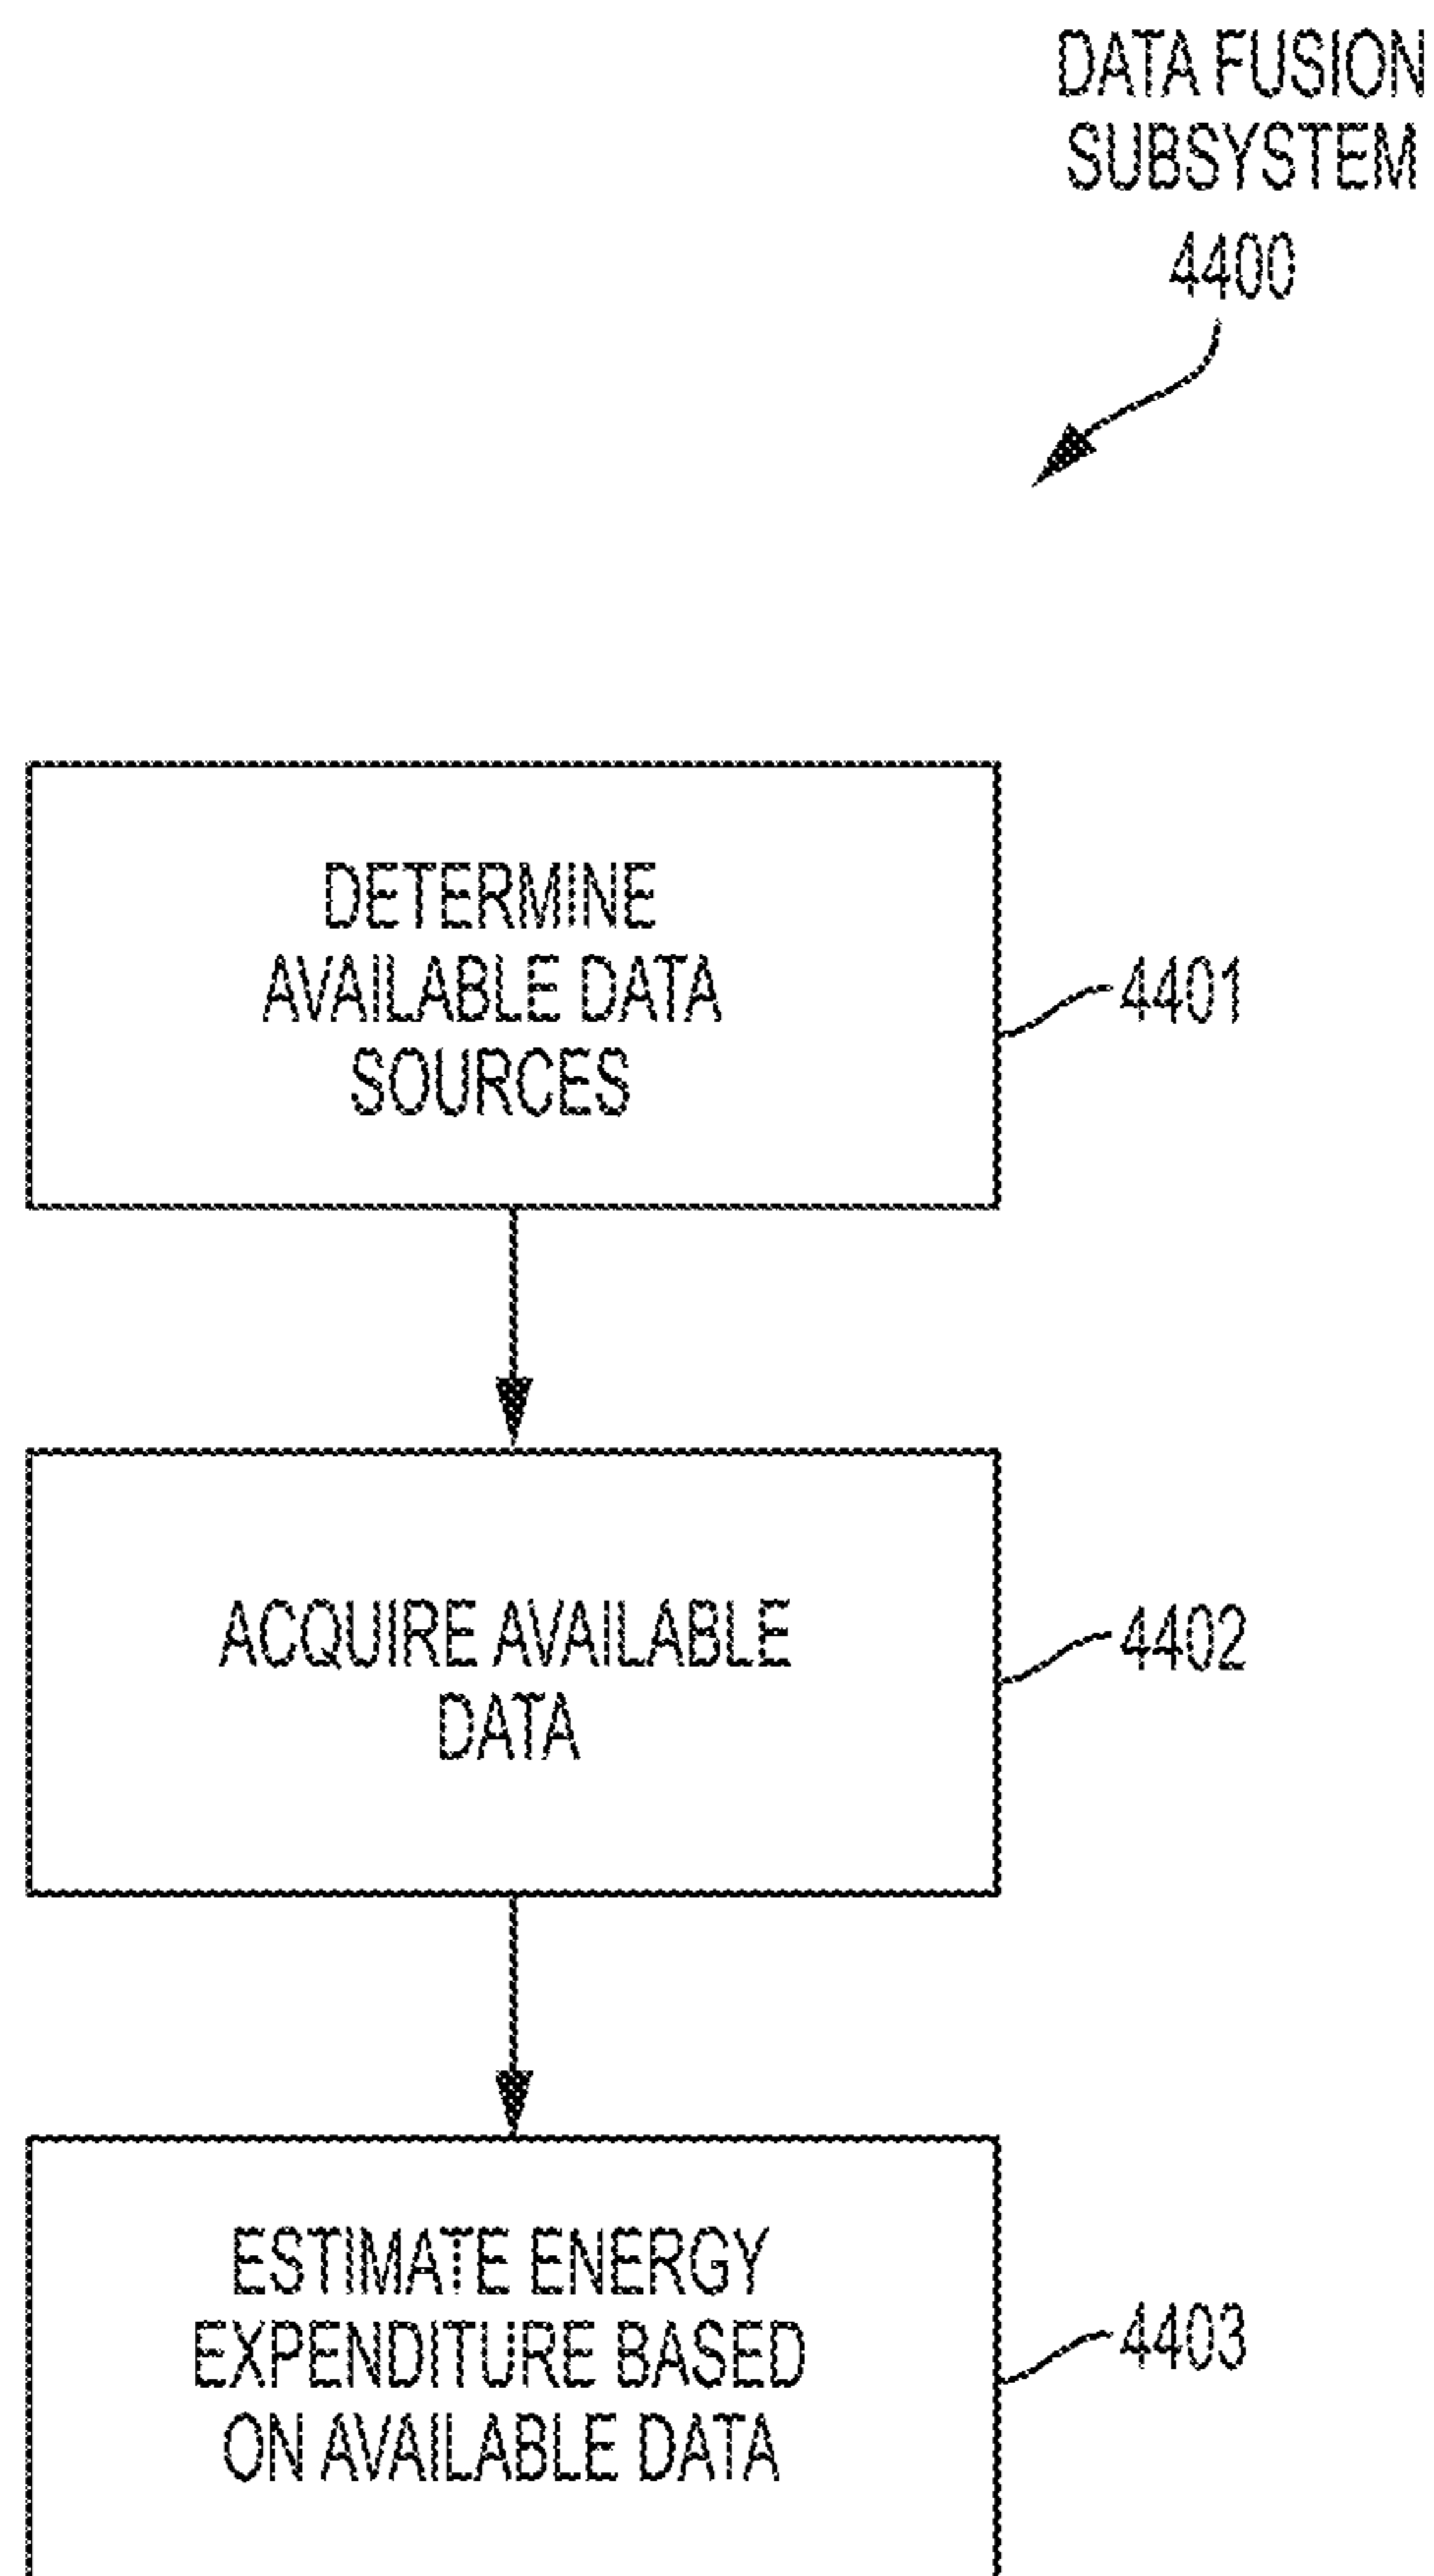 DATA FUSION
SUBSYSTEM
4400
DETERMINE
AVAILABLE DATA
SOURCES
4401
ACQUIRE AVAILABLE
DATA
4402
ESTIMATE ENERGY
EXPENDITURE BASED
ON AVAILABLE DATA
4403